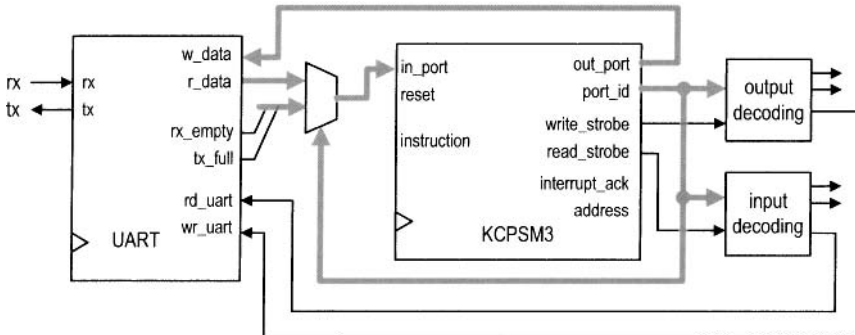 rx
tx
rx
tx
w_data
r_data
rx_empty
tx_full
rd_uart
wr_uart
UART
in_port
reset
instruction
out_port
port_id
write_strobe
read_strobe
interrupt_ack
address
KCPSM3
output
decoding
input
decoding